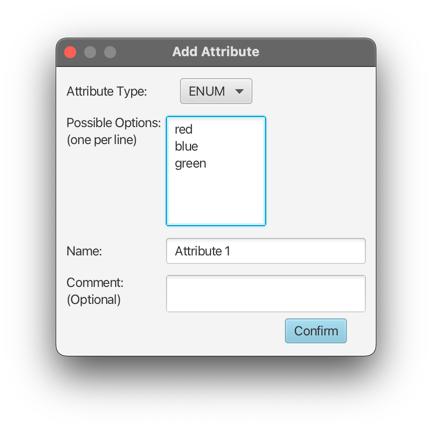 Add Attribute
Attribute Type: ENUM
Possible Options:
(one per line)
red
blue
green
Name: Attribute 1
Comment:
(Optional)
Confirm